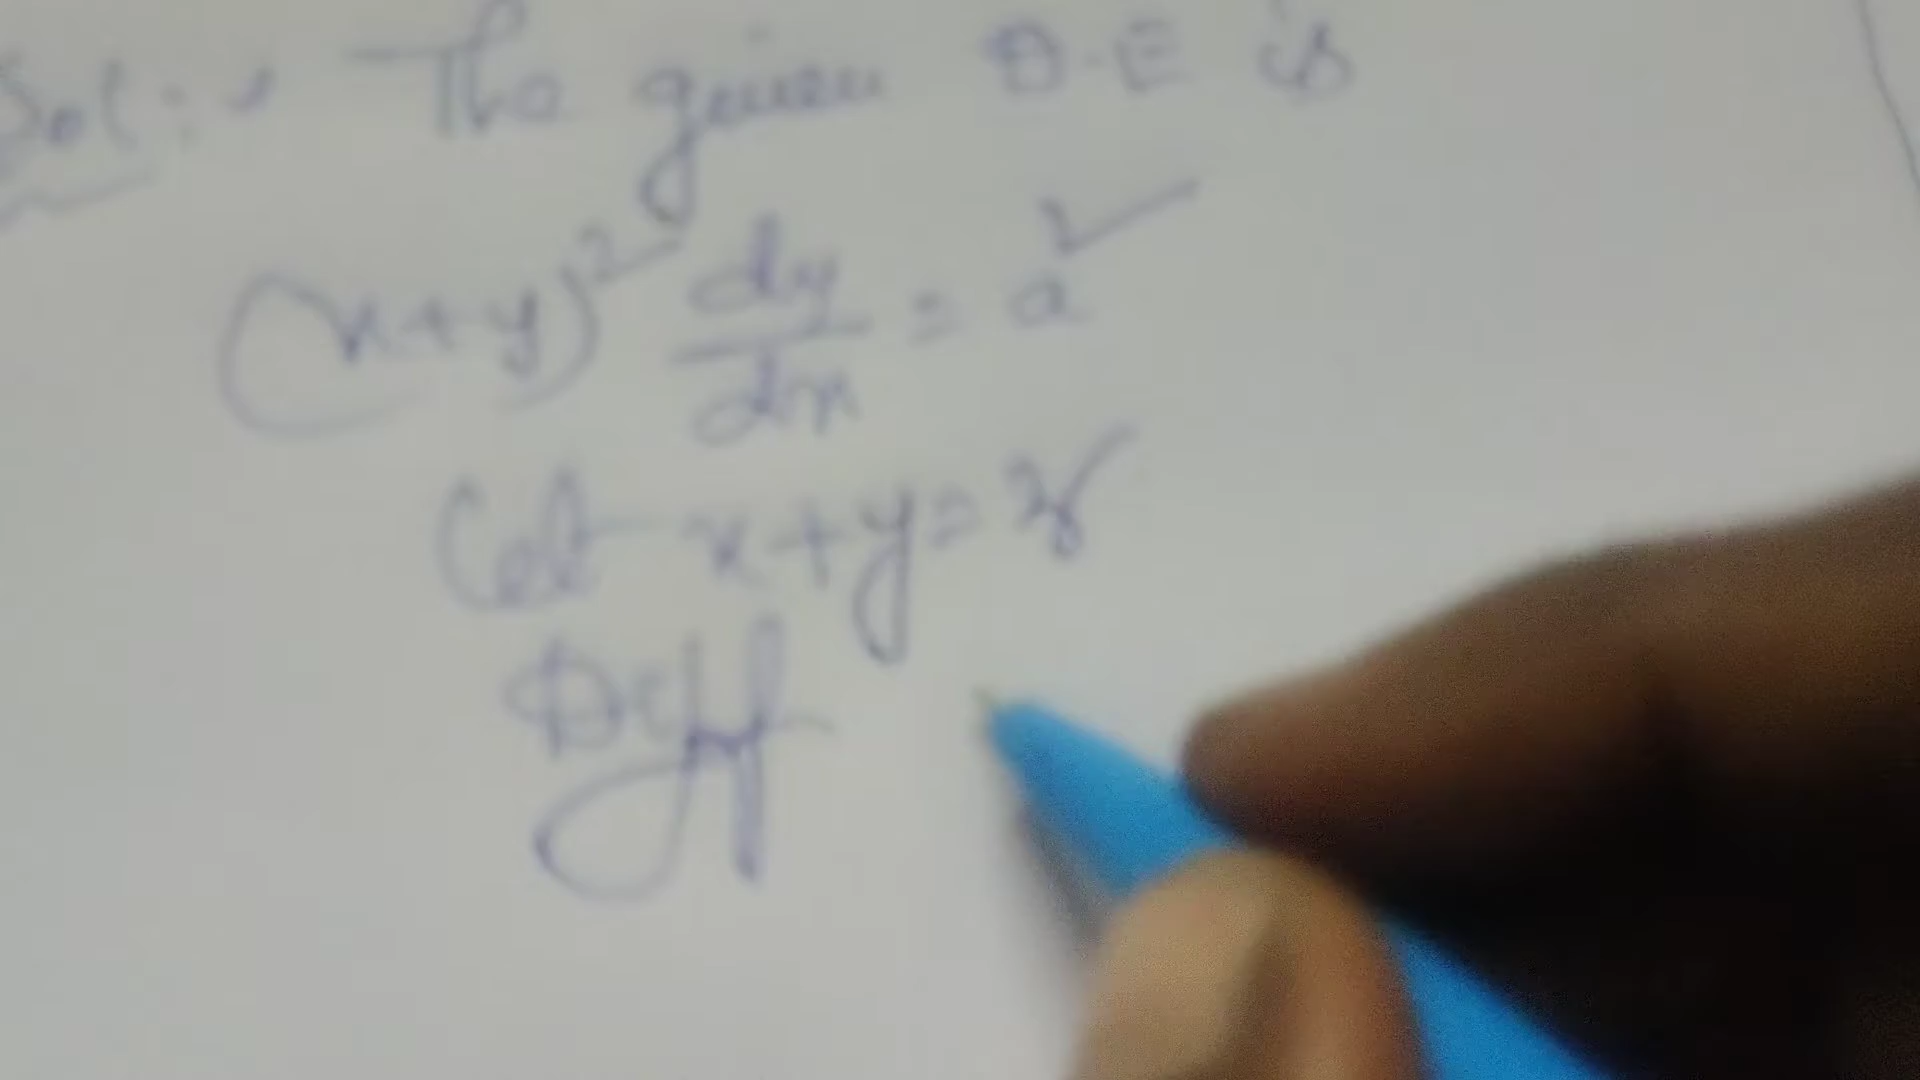 Sol : The given D.E is
(x+y)² dy/dx = a²
Let x+y=z
Diff